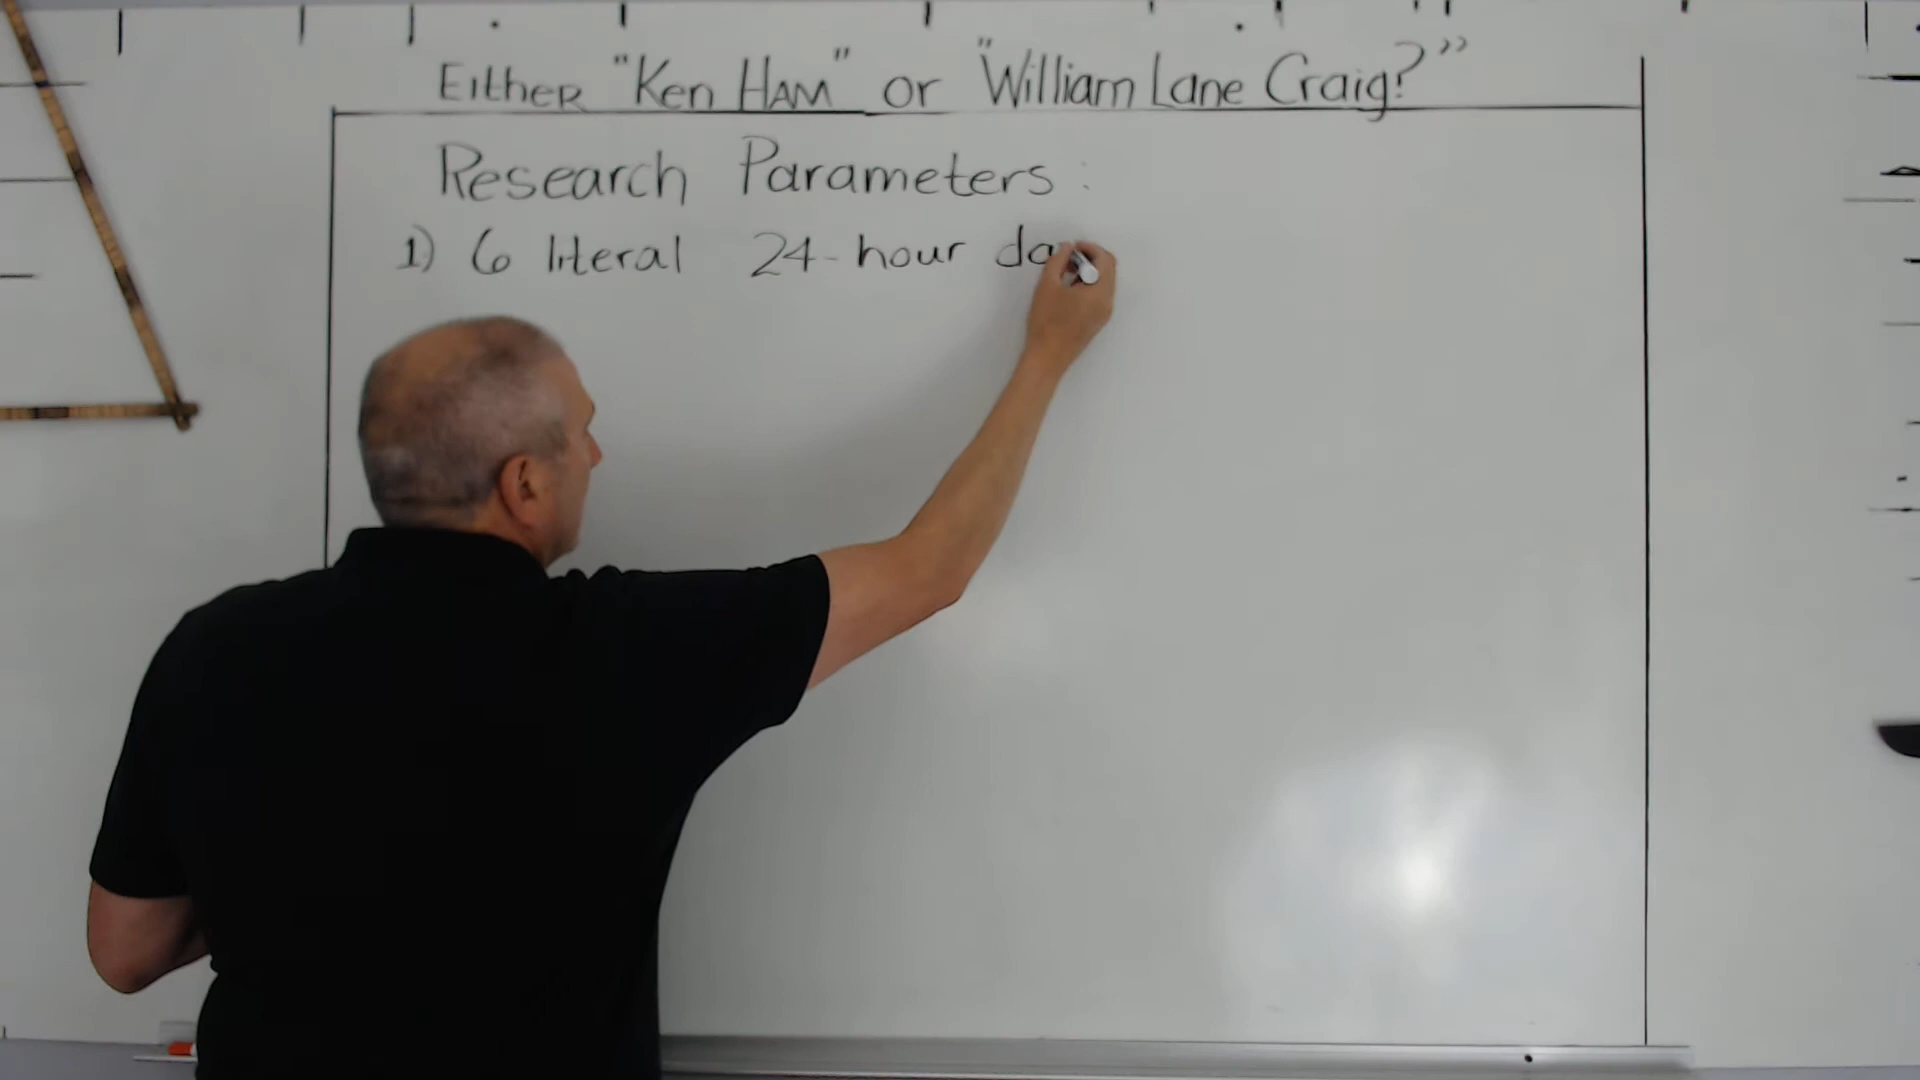 Either "Ken Ham" or "William Lane Craig?"
Research Parameters:
1) 6 literal 24-hour da